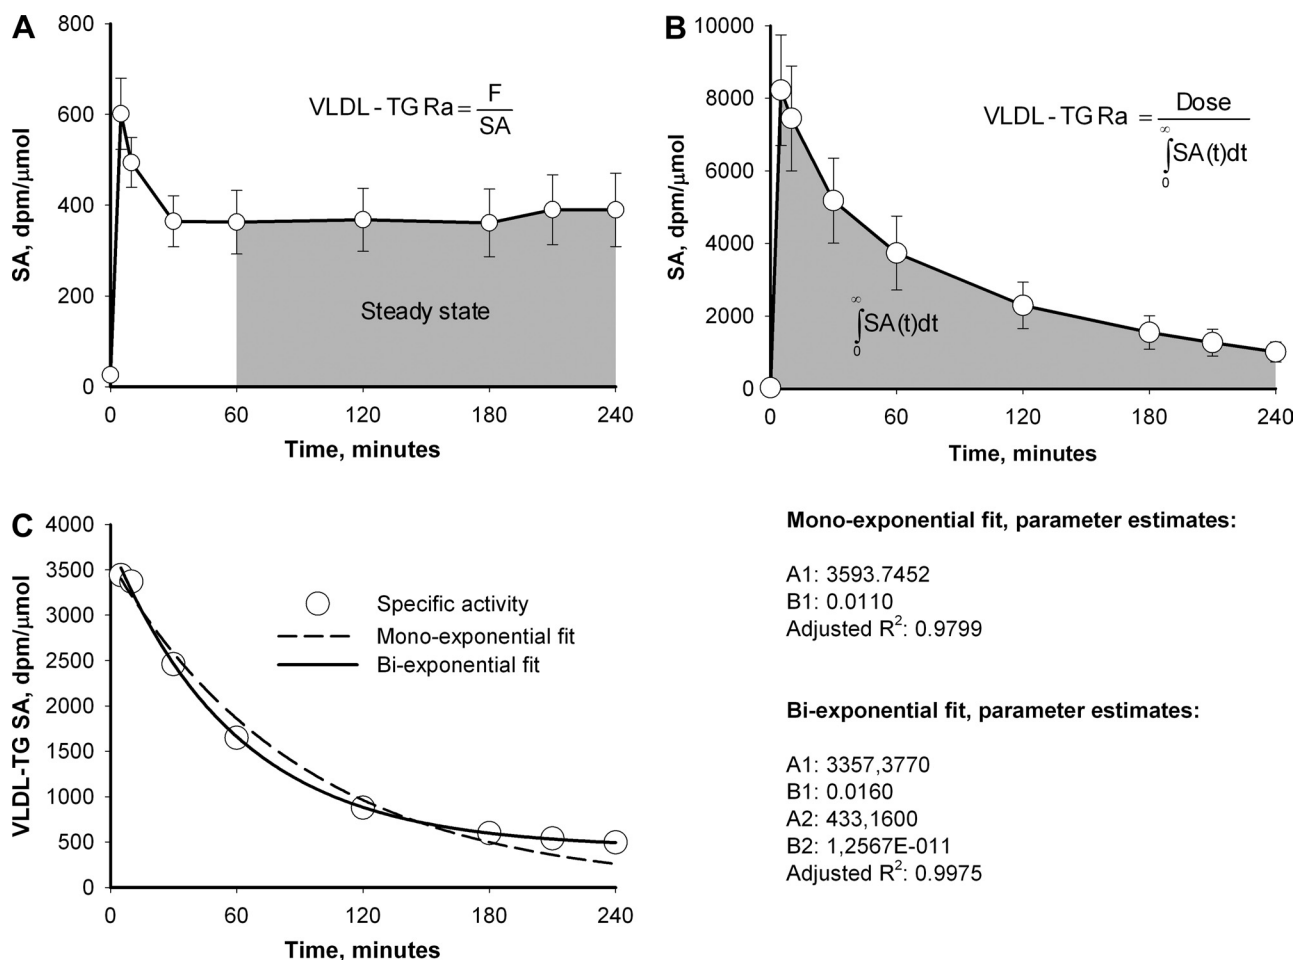 A
800
600
400
200
0
SA, dpm/μmol
VLDL - TG Ra = F
SA
Steady state
0 60 120 180 240
Time, minutes
B
10000
8000
6000
4000
2000
0
SA, dpm/μmol
VLDL - TG Ra = Dose
∞
∫SA(t)dt
0
∞
∫SA(t)dt
0
0 60 120 180 240
Time, minutes
C
4000
3500
3000
2500
2000
1500
1000
500
0
VLDL-TG SA, dpm/μmol
Specific activity
Mono-exponential fit
Bi-exponential fit
0 60 120 180 240
Time, minutes
Mono-exponential fit, parameter estimates:
A1: 3593.7452
B1: 0.0110
Adjusted R²: 0.9799
Bi-exponential fit, parameter estimates:
A1: 3357,3770
B1: 0.0160
A2: 433,1600
B2: 1,2567E-011
Adjusted R²: 0.9975